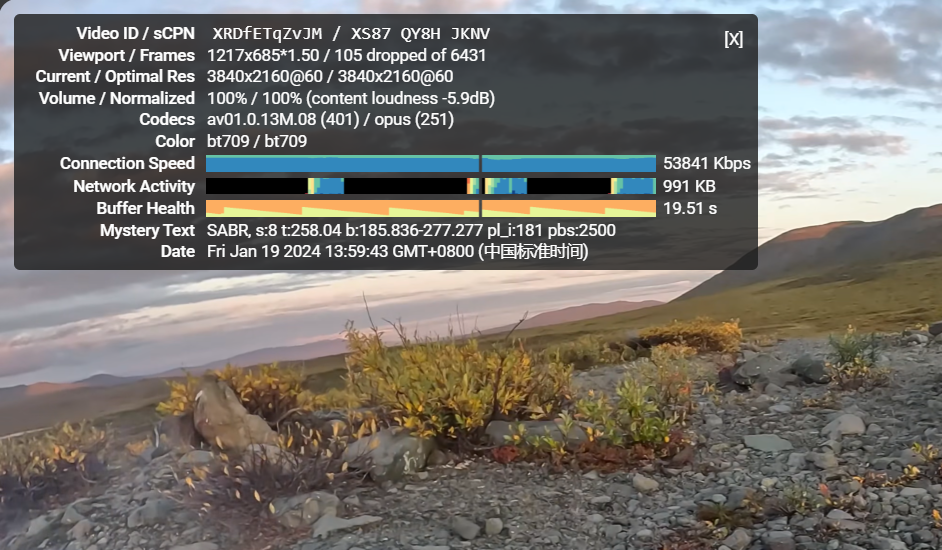 Video ID / sCPN XRDfETqZvJM / XS87 QY8H JKNV
[X]
Viewport / Frames 1217x685*1.50 / 105 dropped of 6431
Current / Optimal Res 3840x2160@60 / 3840x2160@60
Volume / Normalized 100% / 100% (content loudness -5.9dB)
Codecs av01.0.13M.08 (401) / opus (251)
Color bt709 / bt709
Connection Speed 53841 Kbps
Network Activity 991 KB
Buffer Health 19.51 s
Mystery Text SABR, s:8 t:258.04 b:185.836-277.277 pl_i:181 pbs:2500
Date Fri Jan 19 2024 13:59:43 GMT+0800 (中国标准时间)